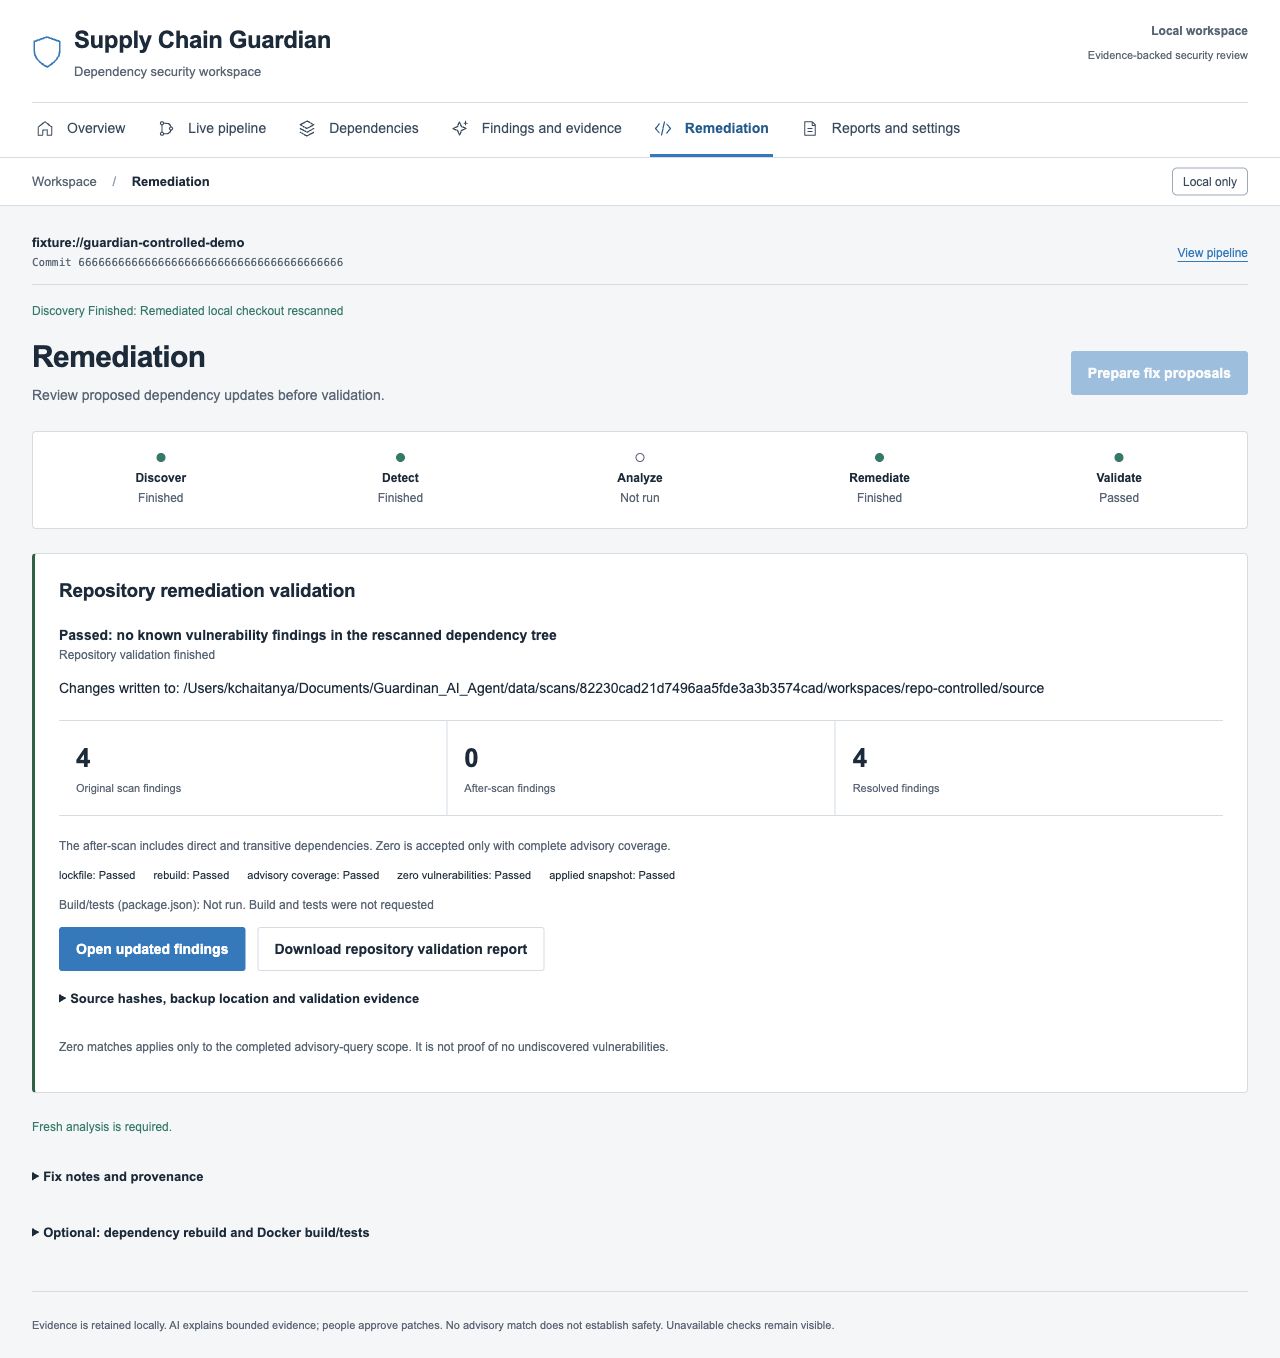 Supply Chain Guardian
Dependency security workspace
Local workspace
Evidence-backed security review
Overview
Live pipeline
Dependencies
Findings and evidence
Remediation
Reports and settings
Workspace / Remediation
Local only
fixture://guardian-controlled-demo
Commit 6666666666666666666666666666666666666666
View pipeline
Discovery Finished: Remediated local checkout rescanned
Remediation
Review proposed dependency updates before validation.
Prepare fix proposals
Discover
Finished
Detect
Finished
Analyze
Not run
Remediate
Finished
Validate
Passed
Repository remediation validation
Passed: no known vulnerability findings in the rescanned dependency tree
Repository validation finished
Changes written to: /Users/kchaitanya/Documents/Guardinan_AI_Agent/data/scans/82230cad21d7496aa5fde3a3b3574cad/workspaces/repo-controlled/source
4
Original scan findings
0
After-scan findings
4
Resolved findings
The after-scan includes direct and transitive dependencies. Zero is accepted only with complete advisory coverage.
lockfile: Passed rebuild: Passed advisory coverage: Passed zero vulnerabilities: Passed applied snapshot: Passed
Build/tests (package.json): Not run. Build and tests were not requested
Open updated findings
Download repository validation report
Source hashes, backup location and validation evidence
Zero matches applies only to the completed advisory-query scope. It is not proof of no undiscovered vulnerabilities.
Fresh analysis is required.
Fix notes and provenance
Optional: dependency rebuild and Docker build/tests
Evidence is retained locally. AI explains bounded evidence; people approve patches. No advisory match does not establish safety. Unavailable checks remain visible.